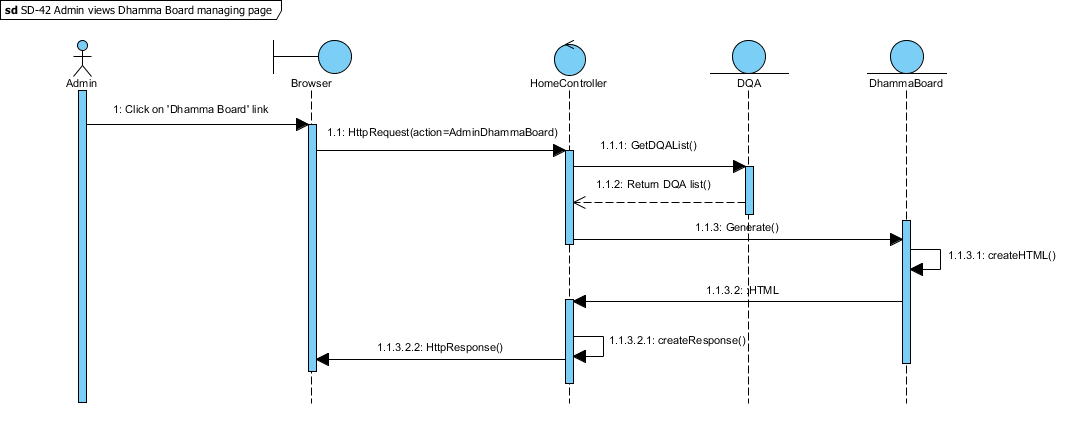 sd SD-42 Admin views Dhamma Board managing page
Admin
Browser
HomeController
DQA
DhammaBoard
1: Click on 'Dhamma Board' link
1.1: HttpRequest(action=AdminDhammaBoard)
1.1.1: GetDQAList()
1.1.2: Return DQA list()
1.1.3: Generate()
1.1.3.1: createHTML()
1.1.3.2: HTML
1.1.3.2.1: createResponse()
1.1.3.2.2: HttpResponse()